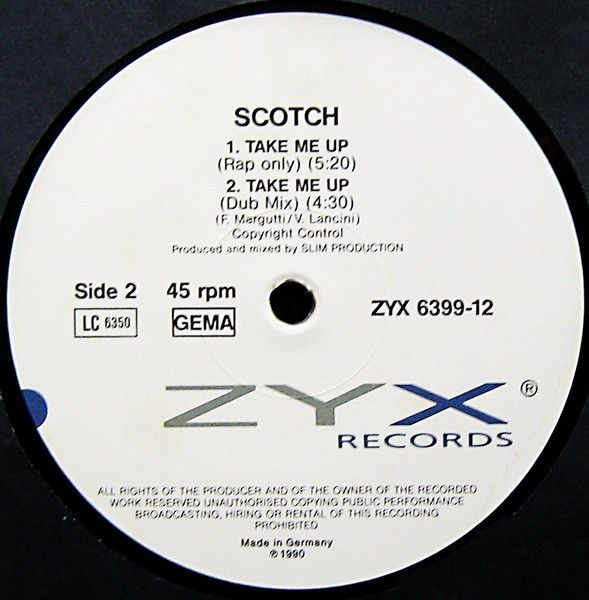 SCOTCH
1. TAKE ME UP
(Rap only) (5:20)
2. TAKE ME UP
(Dub Mix) (4:30)
(F. Margutti/V. Lancini)
Copyright Control
Produced and mixed by SLIM PRODUCTION
Side 2 45 rpm
ZYX 6399-12
LC 6350 GEMA
ZYX ®
RECORDS
ALL RIGHTS OF THE PRODUCER AND OF THE OWNER OF THE RECORDED
WORK RESERVED UNAUTHORISED COPYING PUBLIC PERFORMANCE
BROADCASTING, HIRING OR RENTAL OF THIS RECORDING
PROHIBITED
Made in Germany
℗ 1990